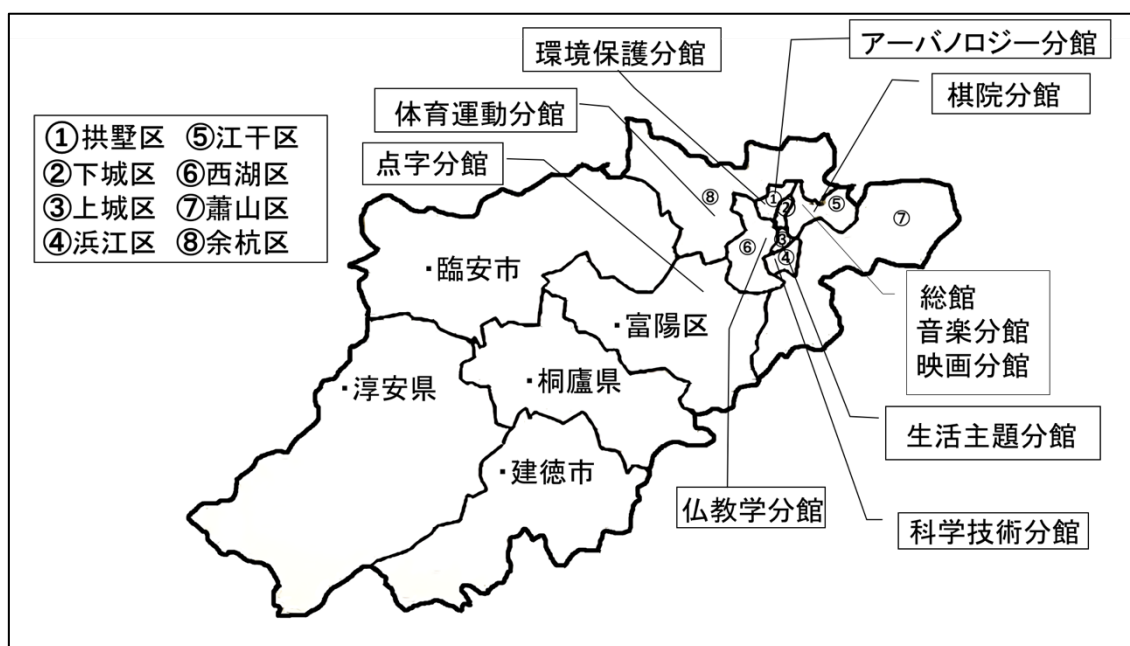 環境保護分館
アーバノロジー分館
体育運動分館
棋院分館
点字分館
①拱墅区 ⑤江干区
②下城区 ⑥西湖区
③上城区 ⑦蕭山区
④浜江区 ⑧余杭区
⑧
①
②
⑤
⑦
⑥
③
④
・臨安市
・富陽区
・淳安県
・桐廬県
・建徳市
総館
音楽分館
映画分館
生活主題分館
仏教学分館
科学技術分館